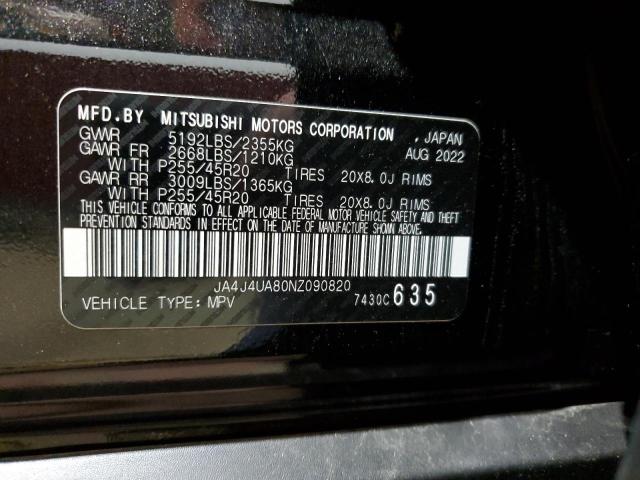 MFD.BY MITSUBISHI MOTORS CORPORATION . JAPAN
GWWR 5192LBS/2355KG AUG 2022
GAWR FR 2668LBS/1210KG
WITH P255/45R20 TIRES 20X8.0J RIMS
GAWR RR 3009LBS/1365KG
WITH P255/45R20 TIRES 20X8.0J RIMS
THIS VEHICLE CONFORMS TO ALL APPLICABLE FEDERAL MOTOR VEHICLE SAFETY AND THEFT
PREVENTION STANDARDS IN EFFECT ON THE DATE OF MANUFACTURE SHOWN ABOVE.
JA4J4UA80NZ090820
VEHICLE TYPE:MPV 7430C 635